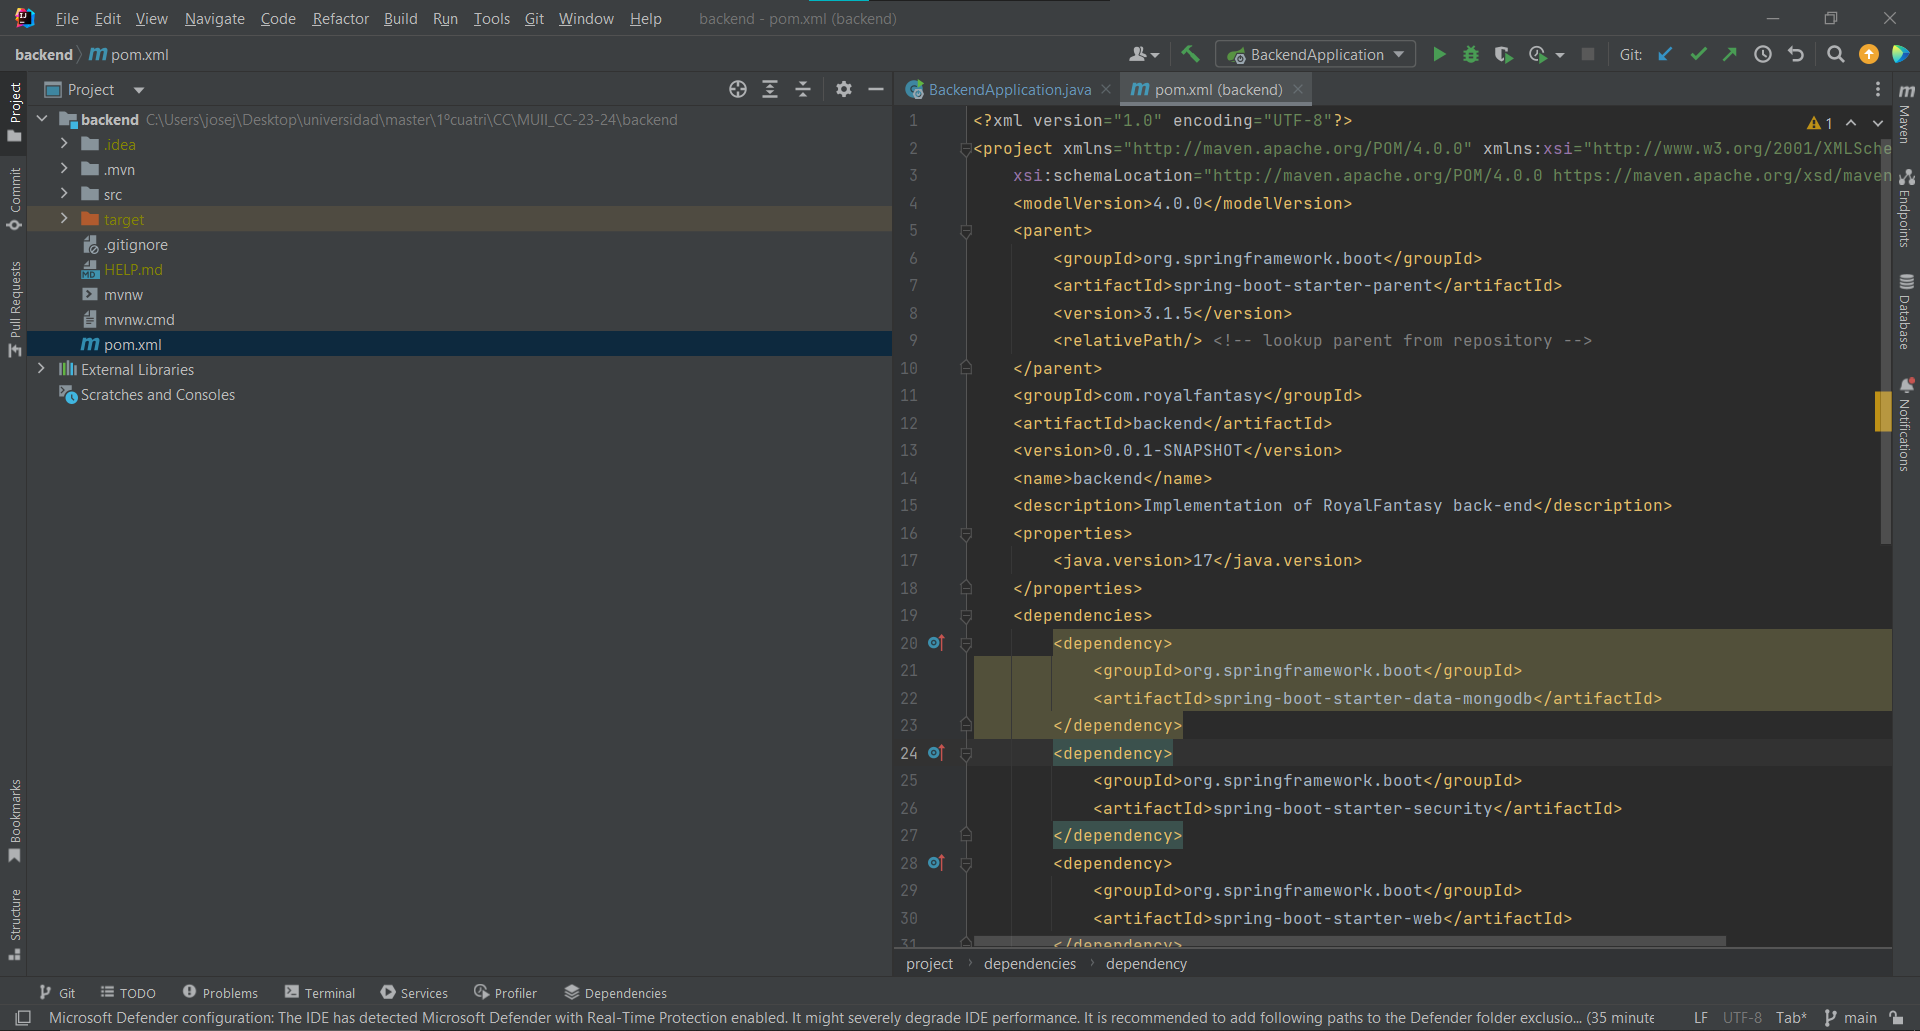 File Edit View Navigate Code Refactor Build Run Tools Git Window Help backend - pom.xml (backend)
backend pom.xml BackendApplication Git:
Project
Commit
Pull Requests
Bookmarks
Structure
Project
backend C:\Users\josej\Desktop\universidad\master\1ºcuatri\CC\MUII_CC-23-24\backend
.idea
.mvn
src
target
.gitignore
HELP.md
mvnw
mvnw.cmd
pom.xml
External Libraries
Scratches and Consoles
BackendApplication.java pom.xml (backend)
1 <?xml version="1.0" encoding="UTF-8"?> 1
2 <project xmlns="http://maven.apache.org/POM/4.0.0" xmlns:xsi="http://www.w3.org/2001/XMLSche
3 xsi:schemaLocation="http://maven.apache.org/POM/4.0.0 https://maven.apache.org/xsd/maven
4 <modelVersion>4.0.0</modelVersion>
5 <parent>
6 <groupId>org.springframework.boot</groupId>
7 <artifactId>spring-boot-starter-parent</artifactId>
8 <version>3.1.5</version>
9 <relativePath/> <!-- lookup parent from repository -->
10 </parent>
11 <groupId>com.royalfantasy</groupId>
12 <artifactId>backend</artifactId>
13 <version>0.0.1-SNAPSHOT</version>
14 <name>backend</name>
15 <description>Implementation of RoyalFantasy back-end</description>
16 <properties>
17 <java.version>17</java.version>
18 </properties>
19 <dependencies>
20 <dependency>
21 <groupId>org.springframework.boot</groupId>
22 <artifactId>spring-boot-starter-data-mongodb</artifactId>
23 </dependency>
24 <dependency>
25 <groupId>org.springframework.boot</groupId>
26 <artifactId>spring-boot-starter-security</artifactId>
27 </dependency>
28 <dependency>
29 <groupId>org.springframework.boot</groupId>
30 <artifactId>spring-boot-starter-web</artifactId>
31 </dependency>
project dependencies dependency
Maven
Endpoints
Database
Notifications
Git TODO Problems Terminal Services Profiler Dependencies
Microsoft Defender configuration: The IDE has detected Microsoft Defender with Real-Time Protection enabled. It might severely degrade IDE performance. It is recommended to add following paths to the Defender folder exclusio... (35 minute LF UTF-8 Tab* main